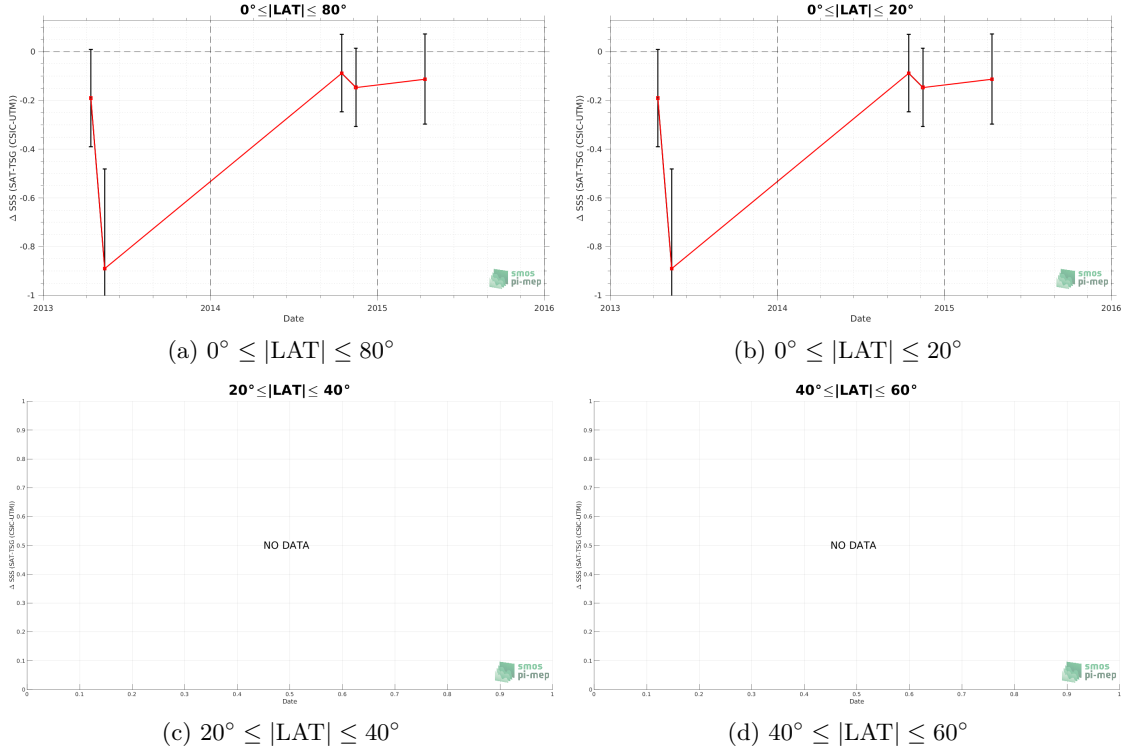 0°≤|LAT|≤ 80°
Δ SSS (SAT-TSG (CSIC-UTM))
0
-0.2
-0.4
-0.6
-0.8
-1
2013
2014
2015
2016
Date
smos
pi-mep
(a) 0° ≤ |LAT| ≤ 80°
0°≤|LAT|≤ 20°
Δ SSS (SAT-TSG (CSIC-UTM))
0
-0.2
-0.4
-0.6
-0.8
-1
2013
2014
2015
2016
Date
smos
pi-mep
(b) 0° ≤ |LAT| ≤ 20°
20°≤|LAT|≤ 40°
Δ SSS (SAT-TSG (CSIC-UTM))
1
0.9
0.8
0.7
0.6
0.5
0.4
0.3
0.2
0.1
0
NO DATA
0 0.1 0.2 0.3 0.4 0.5 0.6 0.7 0.8 0.9 1
Date
smos
pi-mep
(c) 20° ≤ |LAT| ≤ 40°
40°≤|LAT|≤ 60°
Δ SSS (SAT-TSG (CSIC-UTM))
1
0.9
0.8
0.7
0.6
0.5
0.4
0.3
0.2
0.1
0
NO DATA
0 0.1 0.2 0.3 0.4 0.5 0.6 0.7 0.8 0.9 1
Date
smos
pi-mep
(d) 40° ≤ |LAT| ≤ 60°